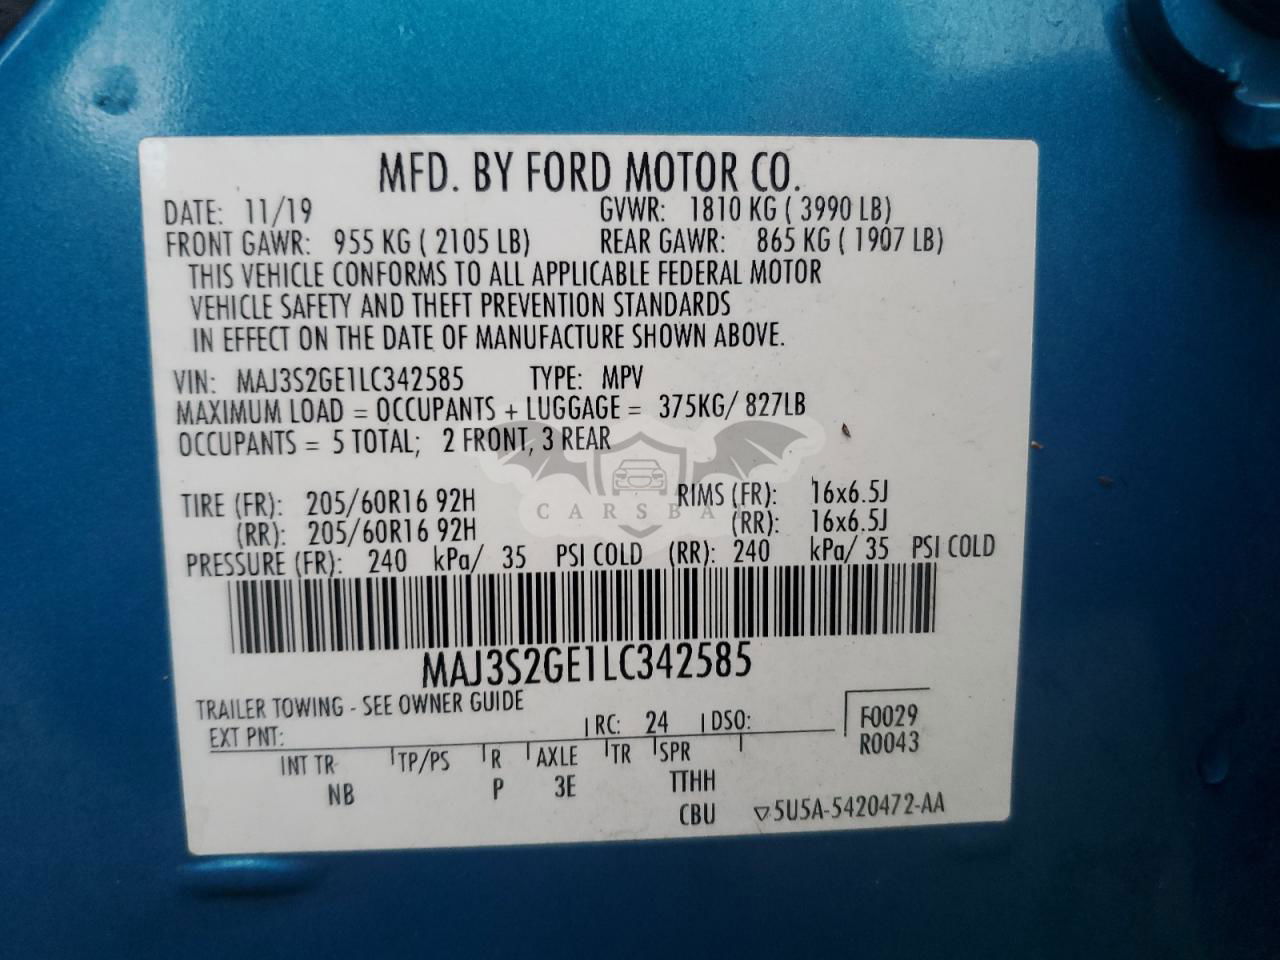 MFD. BY FORD MOTOR CO.
DATE: 11/19 GVWR: 1810 KG ( 3990 LB)
FRONT GAWR: 955 KG ( 2105 LB) REAR GAWR: 865 KG ( 1907 LB)
THIS VEHICLE CONFORMS TO ALL APPLICABLE FEDERAL MOTOR
VEHICLE SAFETY AND THEFT PREVENTION STANDARDS
IN EFFECT ON THE DATE OF MANUFACTURE SHOWN ABOVE.
VIN: MAJ3S2GE1LC342585 TYPE: MPV
MAXIMUM LOAD = OCCUPANTS + LUGGAGE = 375KG/ 827LB
OCCUPANTS = 5 TOTAL; 2 FRONT, 3 REAR
TIRE (FR): 205/60R16 92H RIMS (FR): 16x6.5J
(RR): 205/60R16 92H (RR): 16x6.5J
CARSBA
PRESSURE (FR): 240 kPa/ 35 PSI COLD (RR): 240 kPa/ 35 PSI COLD
MAJ3S2GE1LC342585
TRAILER TOWING - SEE OWNER GUIDE
EXT PNT: RC: 24 DSO: F0029
R0043
INT TR TP/PS R AXLE TR SPR
NB P 3E TTHH
CBU ▽5U5A-5420472-AA